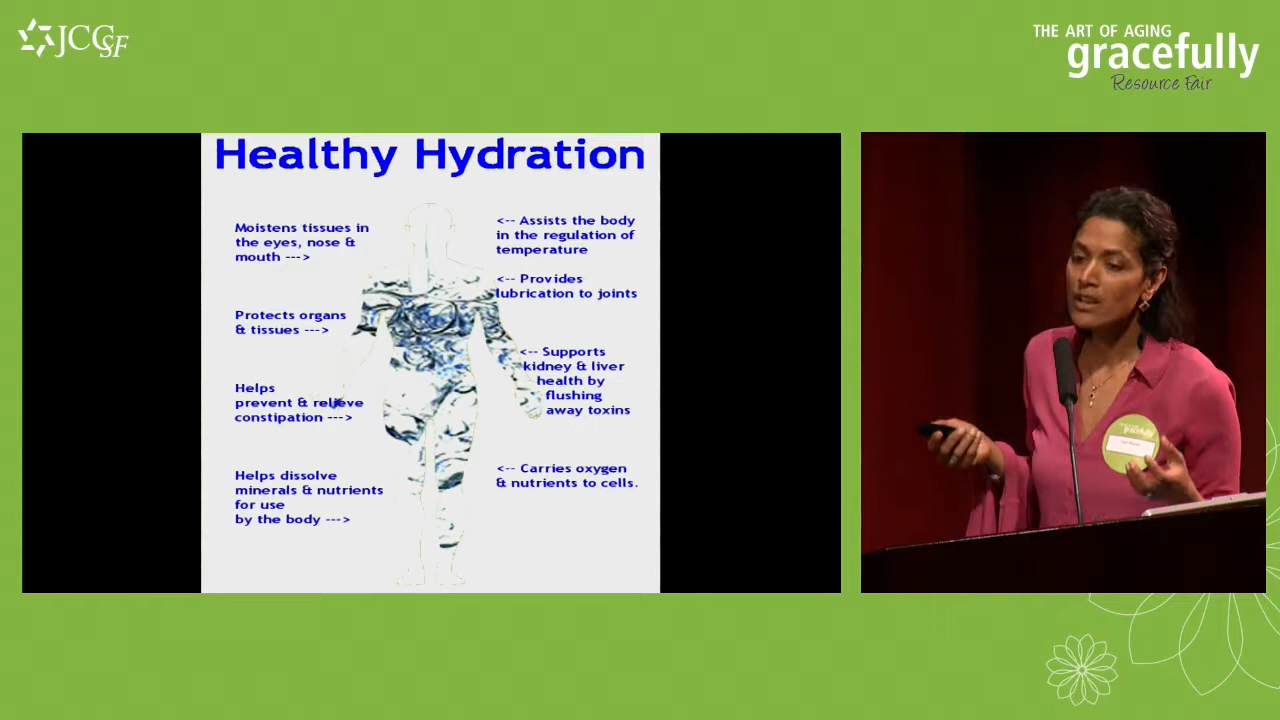 JCCSF
THE ART OF AGING
gracefully
Resource Fair
Healthy Hydration
Moistens tissues in
the eyes, nose &
mouth --->
Protects organs
& tissues --->
Helps
prevent & relieve
constipation --->
Helps dissolve
minerals & nutrients
for use
by the body --->
<-- Assists the body
in the regulation of
temperature
<-- Provides
lubrication to joints
<-- Supports
kidney & liver
health by
flushing
away toxins
<-- Carries oxygen
& nutrients to cells.
gracefully